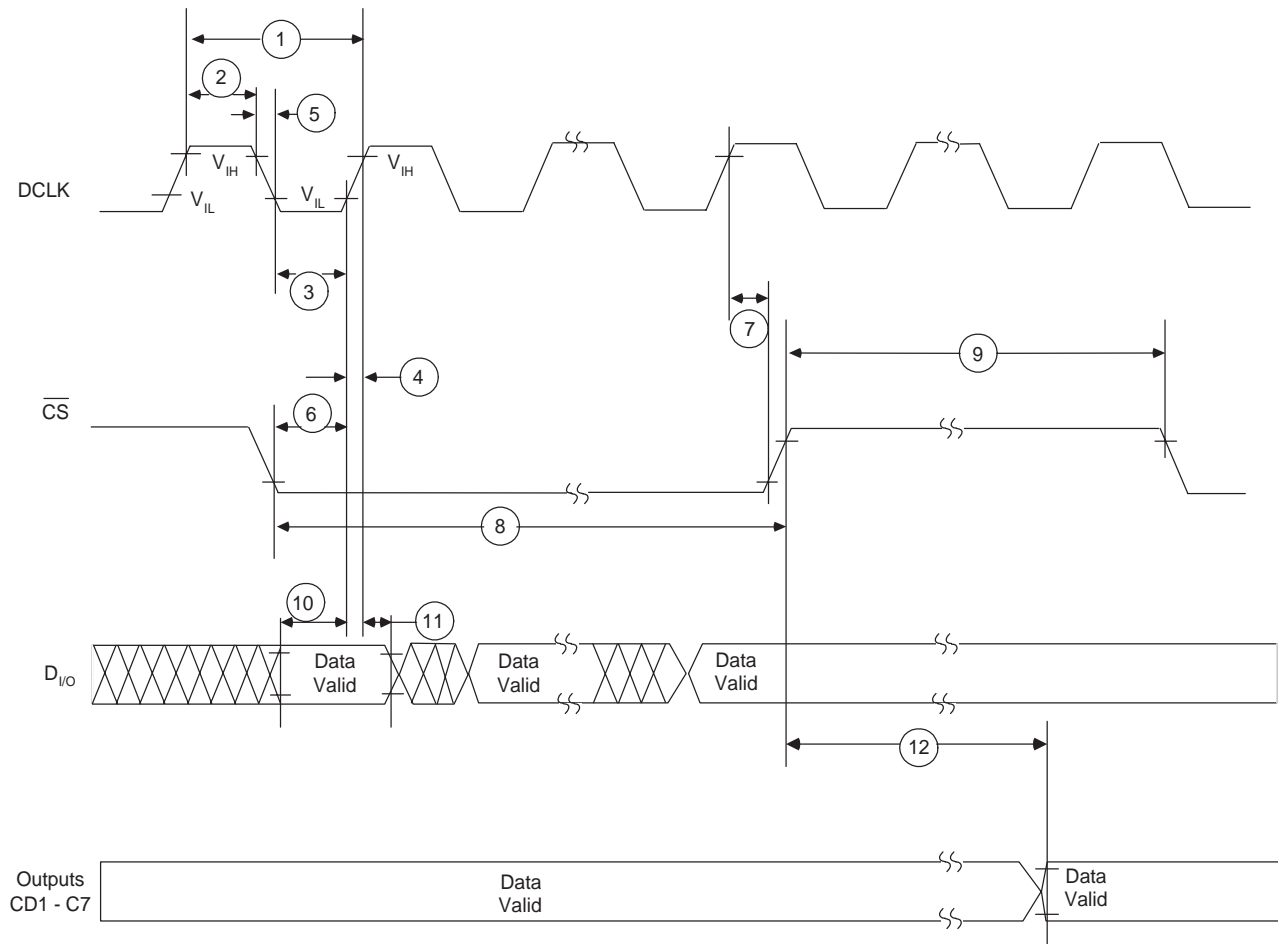 1
2
5
V_IH
V_IL
V_IL
V_IH
DCLK
3
7
4
9
CS
6
8
10
11
D_I/O
Data
Valid
Data
Valid
Data
Valid
12
Outputs
CD1 - C7
Data
Valid
Data
Valid